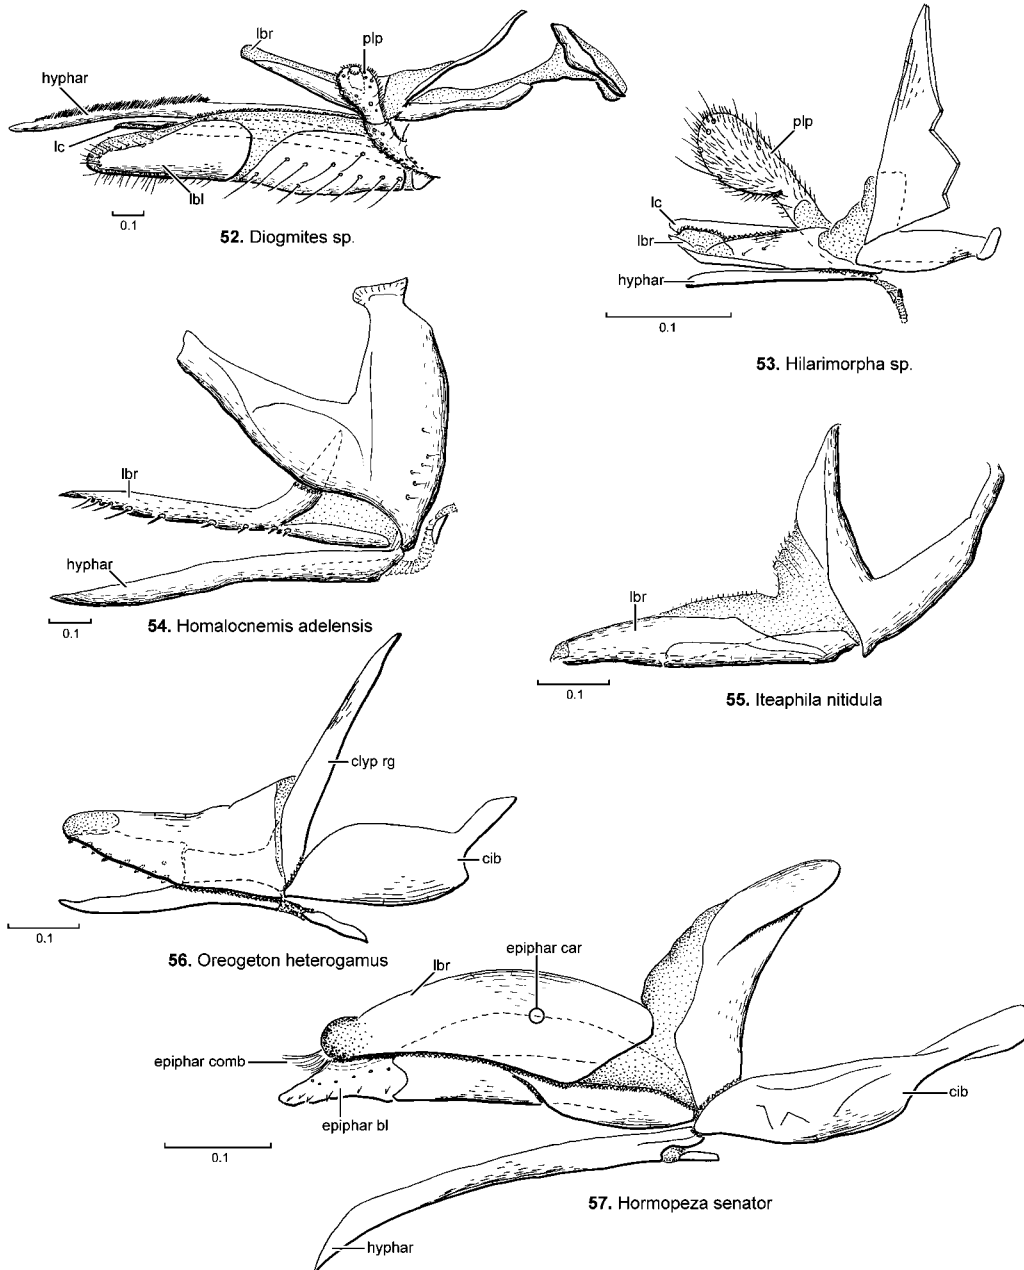 lbr
plp
hyphar
lc
lbl
0.1
52. Diogmites sp.
plp
lc
lbr
hyphar
0.1
53. Hilarimorpha sp.
lbr
hyphar
0.1
54. Homalocnemis adelensis
lbr
0.1
55. Iteaphila nitidula
clyp rg
cib
0.1
56. Oreogeton heterogamus
epiphar car
lbr
epiphar comb
epiphar bl
cib
0.1
57. Hormopeza senator
hyphar